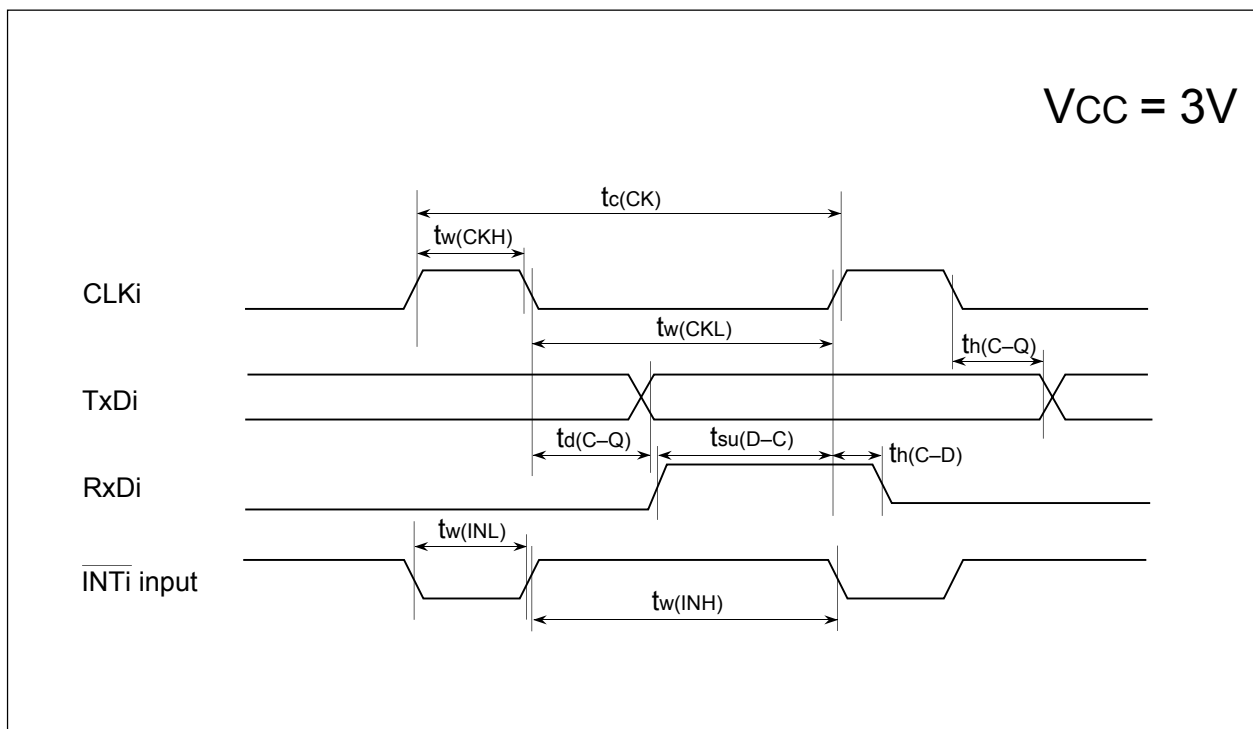 VCC = 3V
tc(CK)
tw(CKH)
CLKi
tw(CKL)
th(C–Q)
TxDi
td(C–Q)
tsu(D–C)
th(C–D)
RxDi
tw(INL)
INTi input
tw(INH)